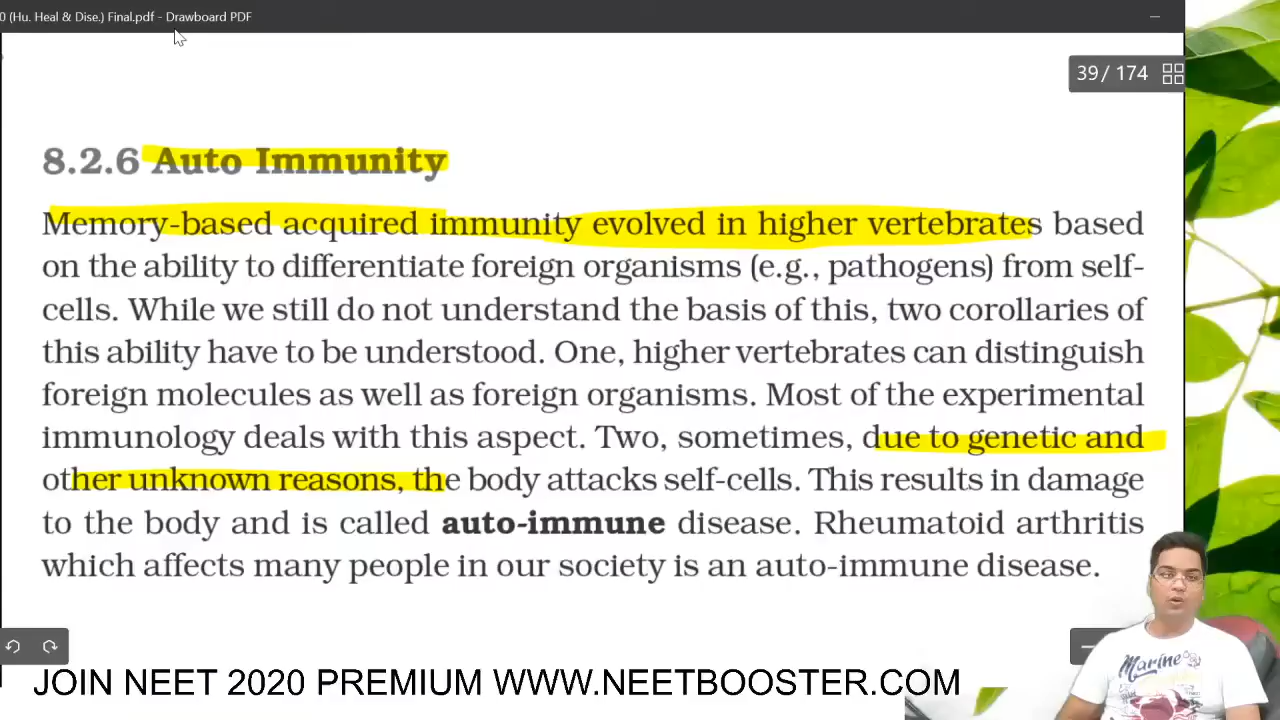 0 (Hu. Heal & Dise.) Final.pdf - Drawboard PDF
39 / 174
8.2.6 Auto Immunity
Memory-based acquired immunity evolved in higher vertebrates based
on the ability to differentiate foreign organisms (e.g., pathogens) from self-
cells. While we still do not understand the basis of this, two corollaries of
this ability have to be understood. One, higher vertebrates can distinguish
foreign molecules as well as foreign organisms. Most of the experimental
immunology deals with this aspect. Two, sometimes, due to genetic and
other unknown reasons, the body attacks self-cells. This results in damage
to the body and is called auto-immune disease. Rheumatoid arthritis
which affects many people in our society is an auto-immune disease.
Marine
JOIN NEET 2020 PREMIUM WWW.NEETBOOSTER.COM